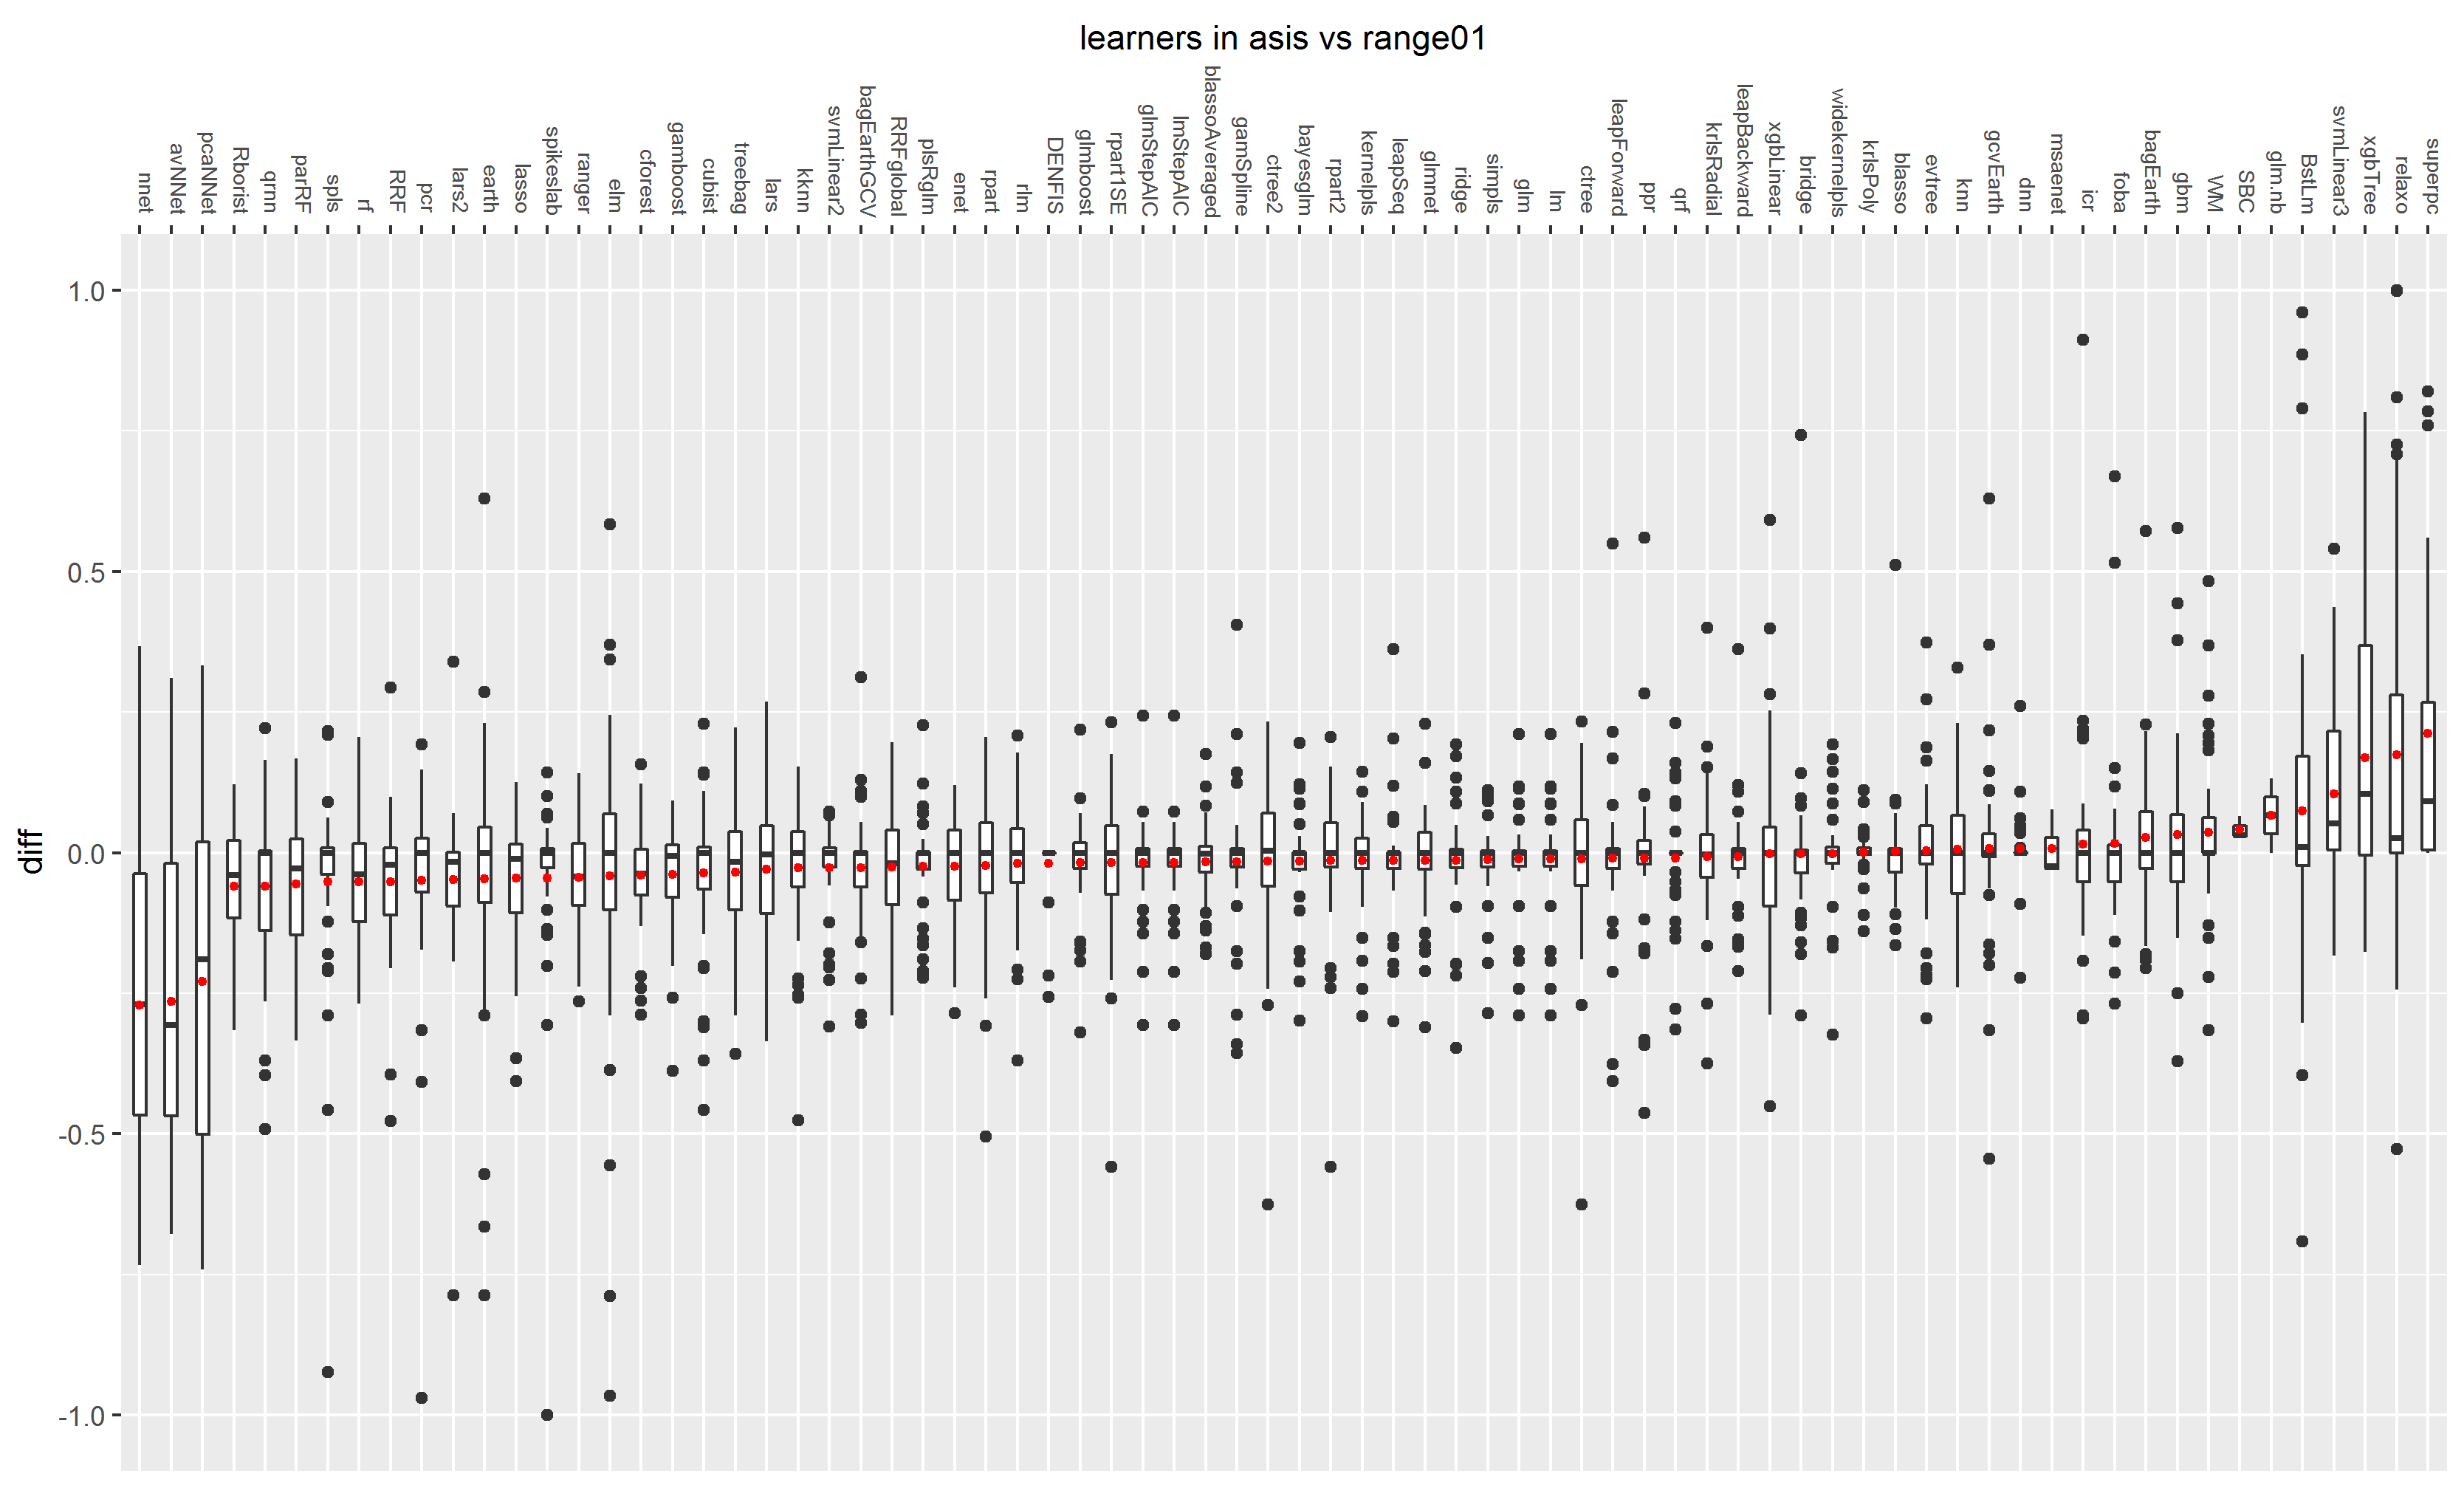 learners in asis vs range01
nnet
avNNet
pcaNNet
Rborist
qrnn
parRF
spls
rf
RRF
pcr
lars2
earth
lasso
spikeslab
ranger
elm
cforest
gamboost
cubist
treebag
lars
kknn
svmLinear2
bagEarthGCV
RRFglobal
plsRglm
enet
rpart
rlm
DENFIS
glmboost
rpart1SE
glmStepAIC
lmStepAIC
blassoAveraged
gamSpline
ctree2
bayesglm
rpart2
kernelpls
leapSeq
glmnet
ridge
simpls
glm
lm
ctree
leapForward
ppr
qrf
krlsRadial
leapBackward
xgbLinear
bridge
widekernelpls
krlsPoly
blasso
evtree
knn
gcvEarth
dnn
msaenet
icr
foba
bagEarth
gbm
WM
SBC
glm.nb
BstLm
svmLinear3
xgbTree
relaxo
superpc
1.0
0.5
0.0
-0.5
-1.0
diff